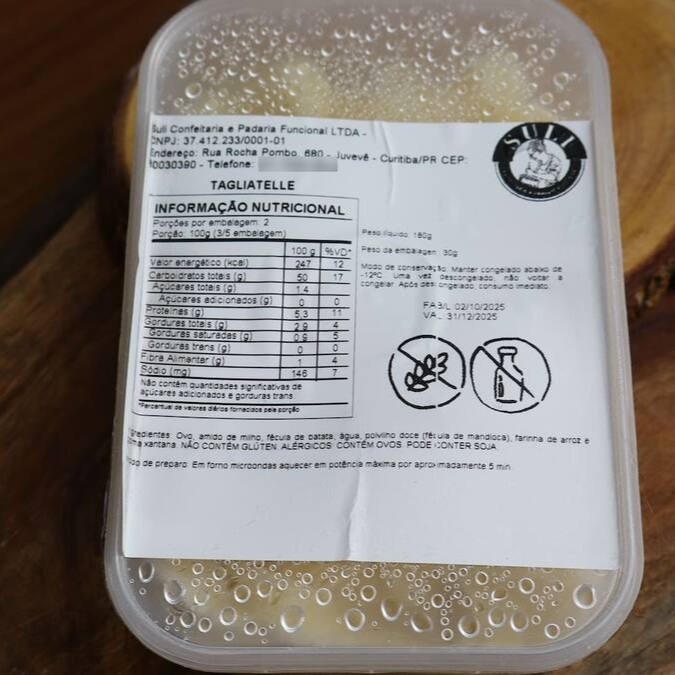 Suli Confeitaria e Padaria Funcional LTDA -
CNPJ: 37.412.233/0001-01
Endereço: Rua Rocha Pombo, 680 - Juvevê - Curitiba/PR CEP:
80030390 - Telefone:
SULI
TAGLIATELLE
INFORMAÇÃO NUTRICIONAL
Porções por embalagem: 2
Porção: 100g (3/5 embalagem)
100 g %VD*
Valor energético (kcal) 247 12
Carboidratos totais (g) 50 17
Açúcares totais (g) 1,4
Açúcares adicionados (g) 0 0
Proteínas (g) 5,3 11
Gorduras totais (g) 2,9 4
Gorduras saturadas (g) 0,9 5
Gorduras trans (g) 0 0
Fibra Alimentar (g) 1 4
Sódio (mg) 146 7
Não contém quantidades significativas de
açúcares adicionados e gorduras trans
*Percentual de valores diários fornecidos pela porção
Peso líquido: 180g
Peso da embalagem: 30g
Modo de conservação: Manter congelado abaixo de
-12ºC. Uma vez descongelado, não voltar a
congelar. Após descongelado, consumo imediato.
FAB/L 02/10/2025
VAL. 31/12/2025
Ingredientes: Ovo, amido de milho, fécula de batata, água, polvilho doce (fécula de mandioca), farinha de arroz e
goma xantana. NÃO CONTÉM GLÚTEN. ALÉRGICOS: CONTÉM OVOS. PODE CONTER SOJA.
Modo de preparo: Em forno microondas aquecer em potência máxima por aproximadamente 5 min